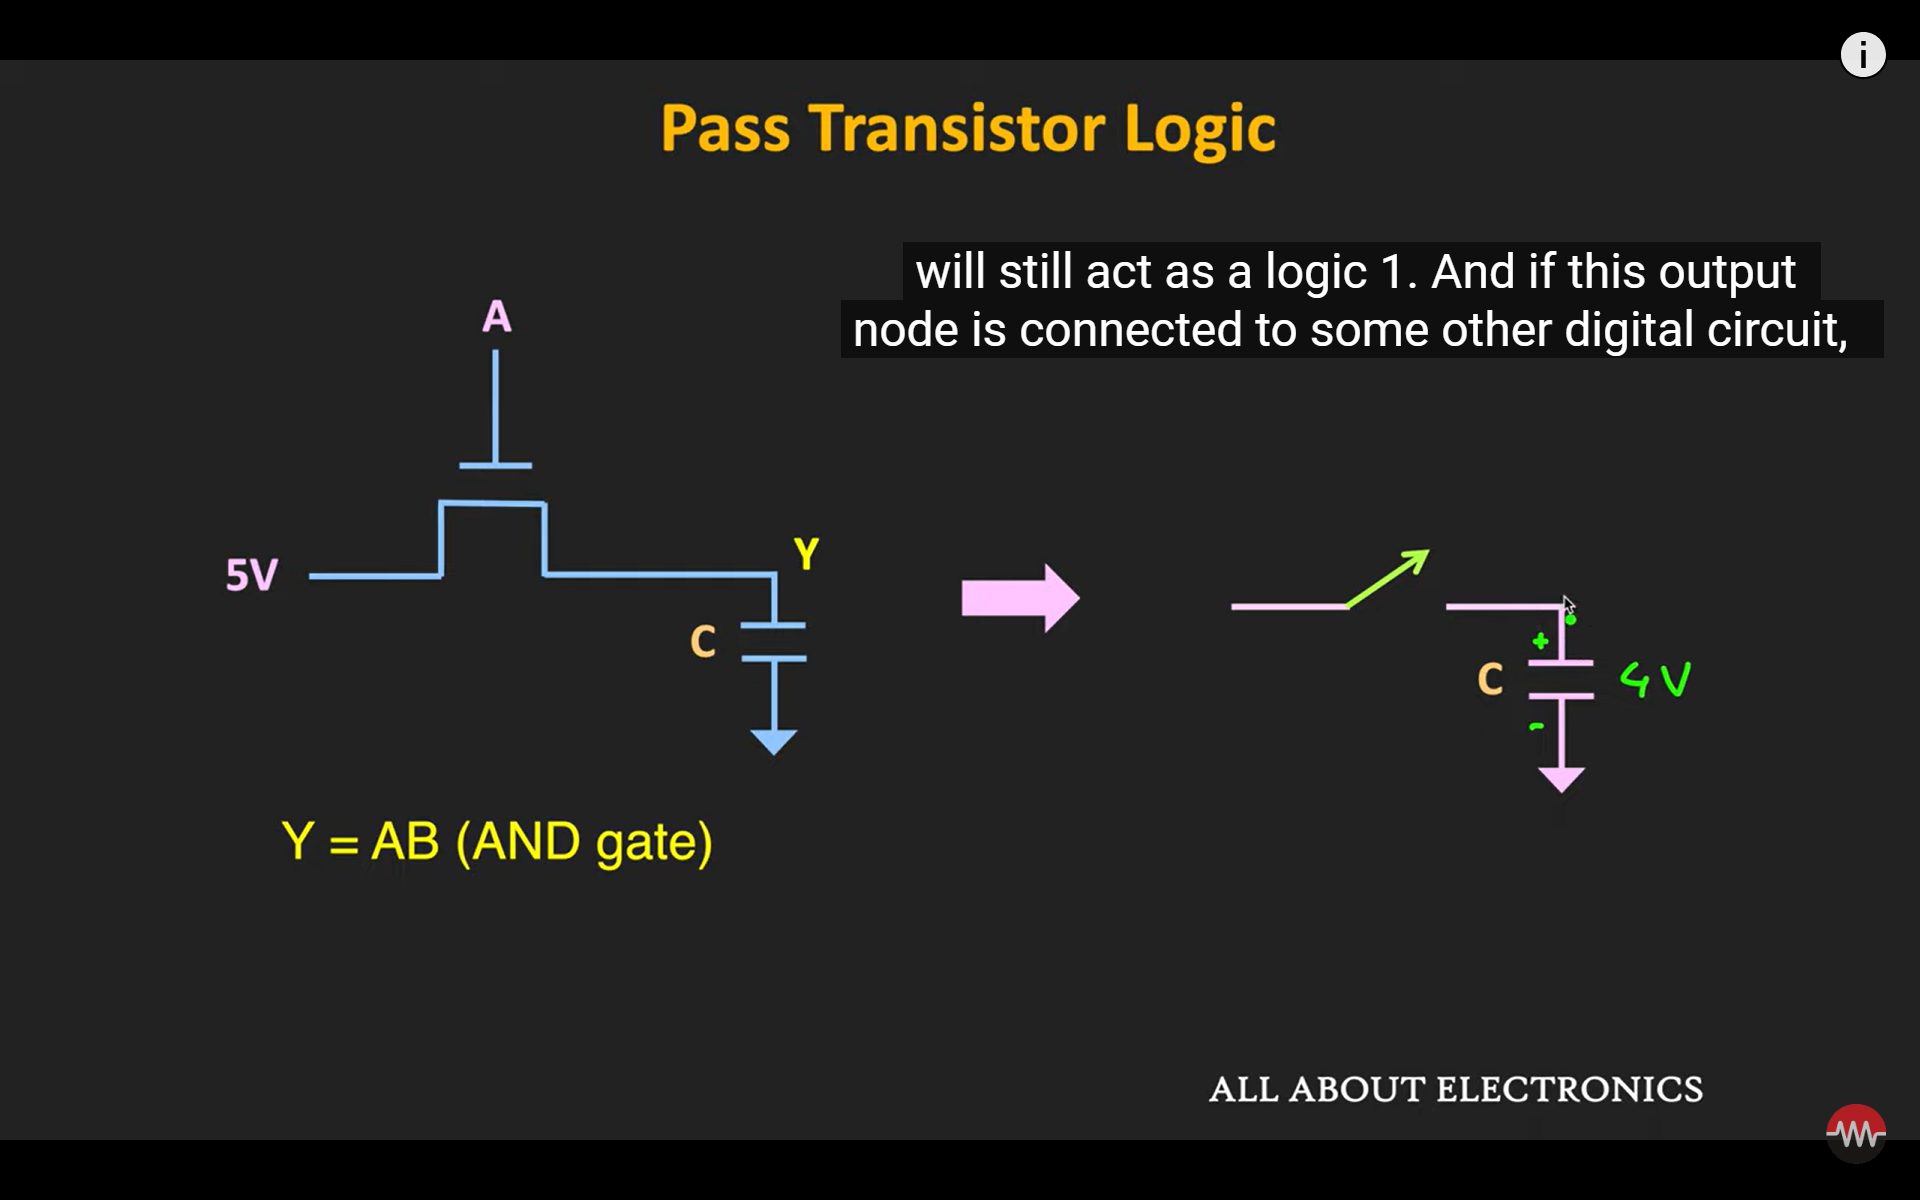 i
Pass Transistor Logic
will still act as a logic 1. And if this output
node is connected to some other digital circuit,
A
5V
Y
C
+
C
4V
-
Y = AB (AND gate)
ALL ABOUT ELECTRONICS